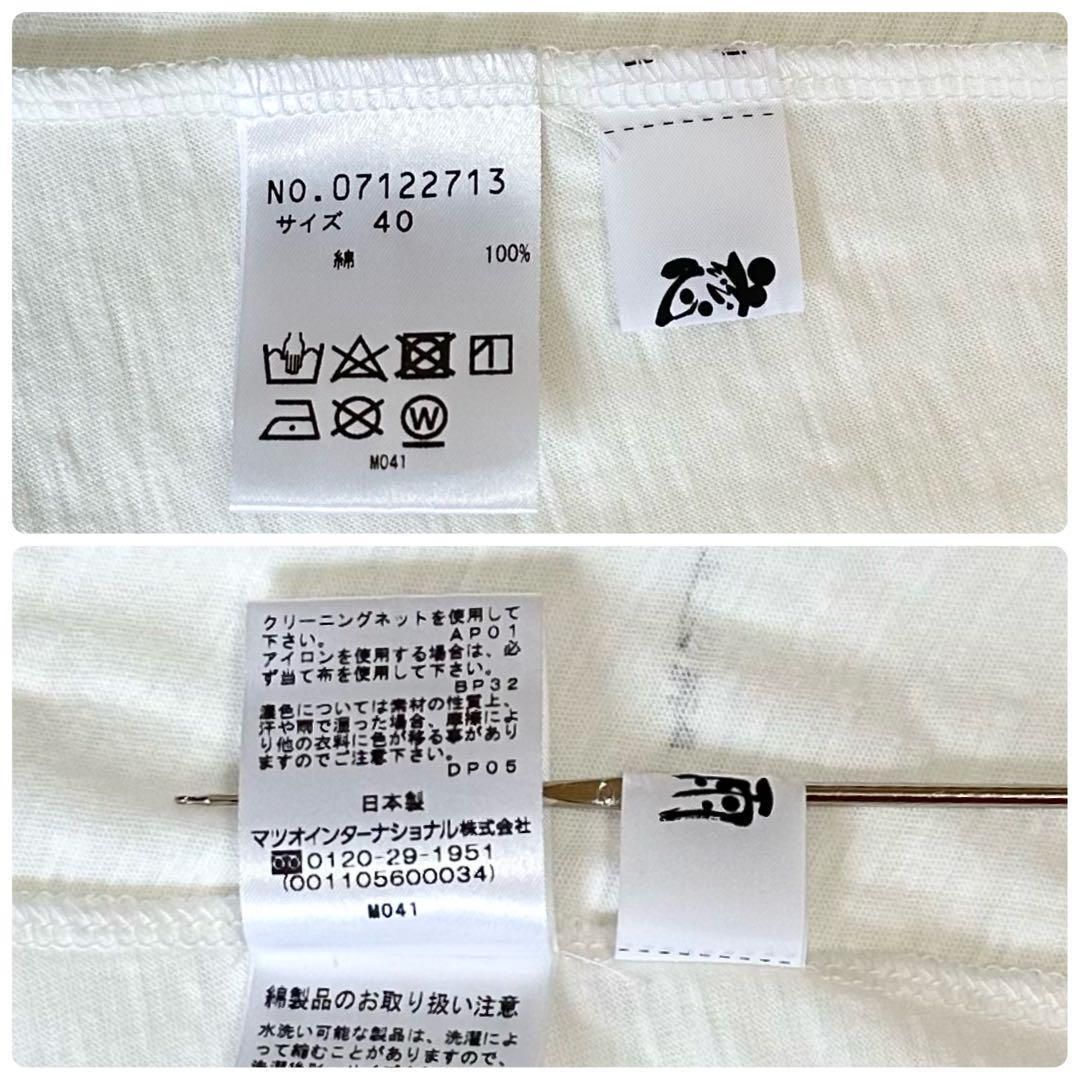 NO.07122713
サイズ 40
綿 100%
W
M041
クリーニングネットを使用して
下さい。 AP01
アイロンを使用する場合は、必
ず当て布を使用して下さい。
BP32
濃色については素材の性質上、
汗や雨で湿った場合、摩擦によ
り他の衣料に色が移る事があり
ますのでご注意下さい。
DP05
日本製
マツオインターナショナル株式会社
0120-29-1951
(001105600034)
M041
綿製品のお取り扱い注意
水洗い可能な製品は、洗濯によ
って縮むことがありますので、